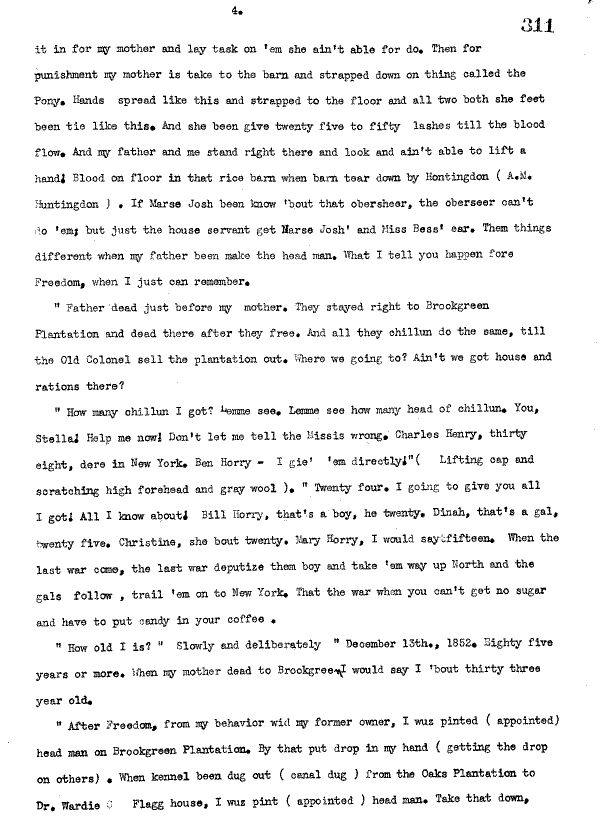 4.
311
it in for my mother and lay task on 'em she ain't able for do. Then for
punishment my mother is take to the barn and strapped down on thing called the
Pony. Hands spread like this and strapped to the floor and all two both she feet
been tie like this. And she been give twenty five to fifty lashes till the blood
flow. And my father and me stand right there and look and ain't able to lift a
hand! Blood on floor in that rice barn when barn tear down by Hontingdon ( A.M.
Huntingdon ) . If Marse Josh been know 'bout that obersheer, the oberseer can't
do 'em; but just the house servant get Marse Josh' and Miss Bess' ear. Them things
different when my father been make the head man. What I tell you happen fore
Freedom, when I just can remember.
" Father dead just before my mother. They stayed right to Brookgreen
Plantation and dead there after they free. And all they chillun do the same, till
the Old Colonel sell the plantation out. Where we going to? Ain't we got house and
rations there?
" How many chillun I got? Lemme see. Lemme see how many head of chillun. You,
Stella! Help me now! Don't let me tell the Missis wrong. Charles Henry, thirty
eight, dere in New York. Ben Horry - I gie' 'em directly!"( Lifting cap and
scratching high forehead and gray wool ). " Twenty four. I going to give you all
I got! All I know about! Bill Horry, that's a boy, he twenty. Dinah, that's a gal,
twenty five. Christine, she bout twenty. Mary Horry, I would say fifteen. When the
last war come, the last war deputize them boy and take 'em way up North and the
gals follow , trail 'em on to New York. That the war when you can't get no sugar
and have to put candy in your coffee .
" How old I is? " Slowly and deliberately " December 13th., 1852. Eighty five
years or more. When my mother dead to Brookgreen I would say I 'bout thirty three
year old.
" After Freedom, from my behavior wid my former owner, I wuz pinted ( appointed)
head man on Brookgreen Plantation. By that put drop in my hand ( getting the drop
on others) . When kennel been dug out ( canal dug ) from the Oaks Plantation to
Dr. Wardie Flagg house, I wuz pint ( appointed ) head man. Take that down,